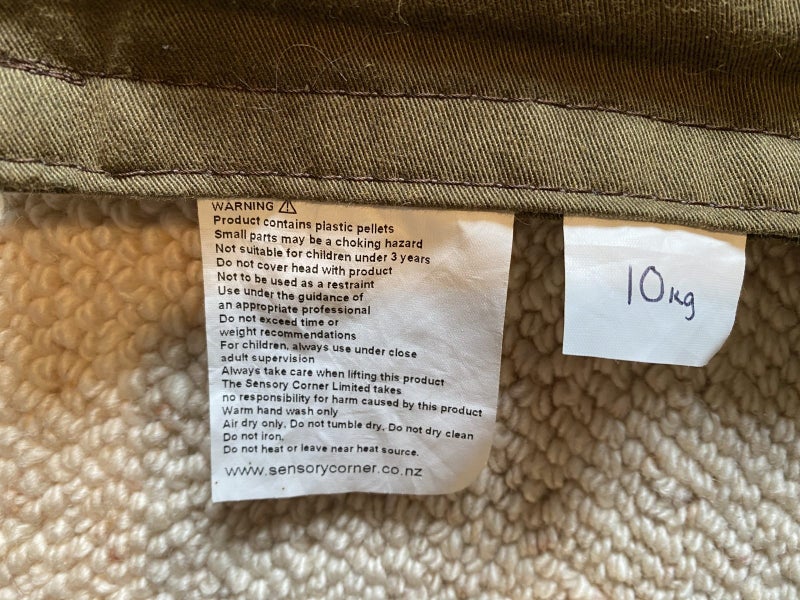 WARNING ⚠
Product contains plastic pellets
Small parts may be a choking hazard
Not suitable for children under 3 years
Do not cover head with product
Not to be used as a restraint
Use under the guidance of
an appropriate professional
Do not exceed time or
weight recommendations
For children, always use under close
adult supervision
Always take care when lifting this product
The Sensory Corner Limited takes
no responsibility for harm caused by this product
Warm hand wash only
Air dry only. Do not tumble dry. Do not dry clean
Do not iron.
Do not heat or leave near heat source.
www.sensorycorner.co.nz
10kg